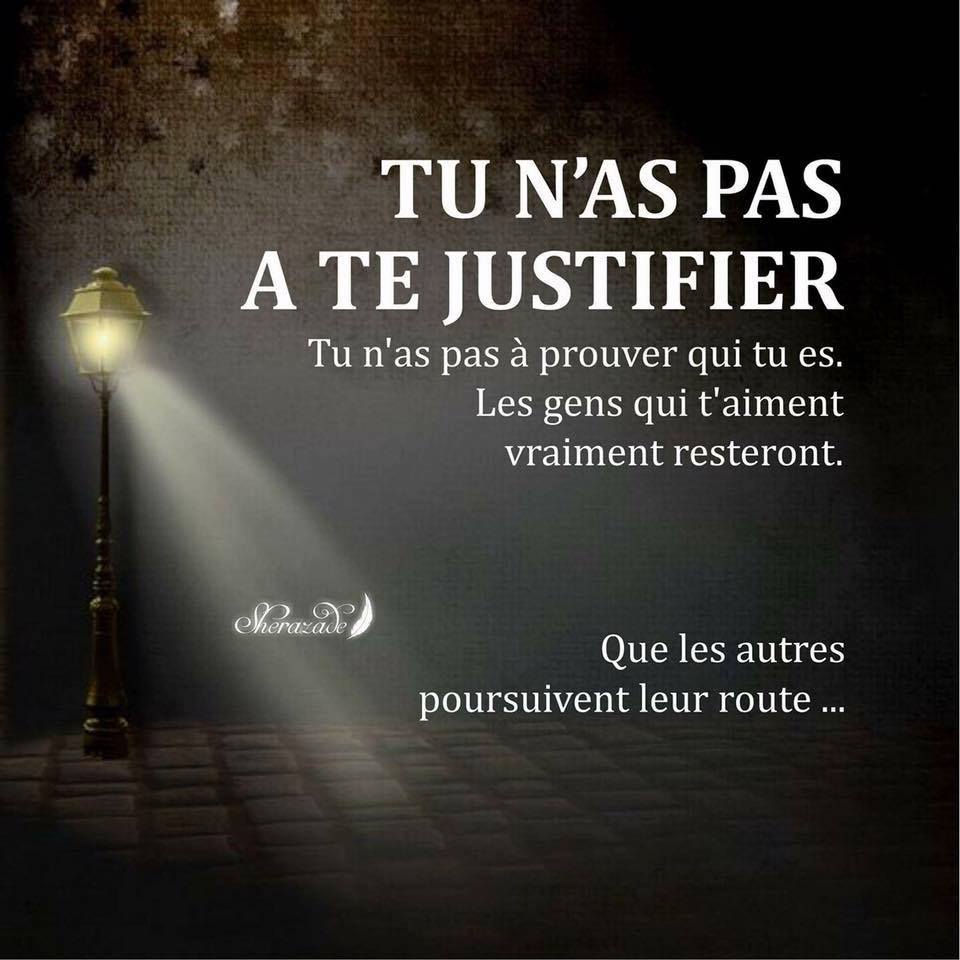 TU N’AS PAS
A TE JUSTIFIER
Tu n'as pas à prouver qui tu es.
Les gens qui t'aiment
vraiment resteront.
Sherazade
Que les autres
poursuivent leur route ...